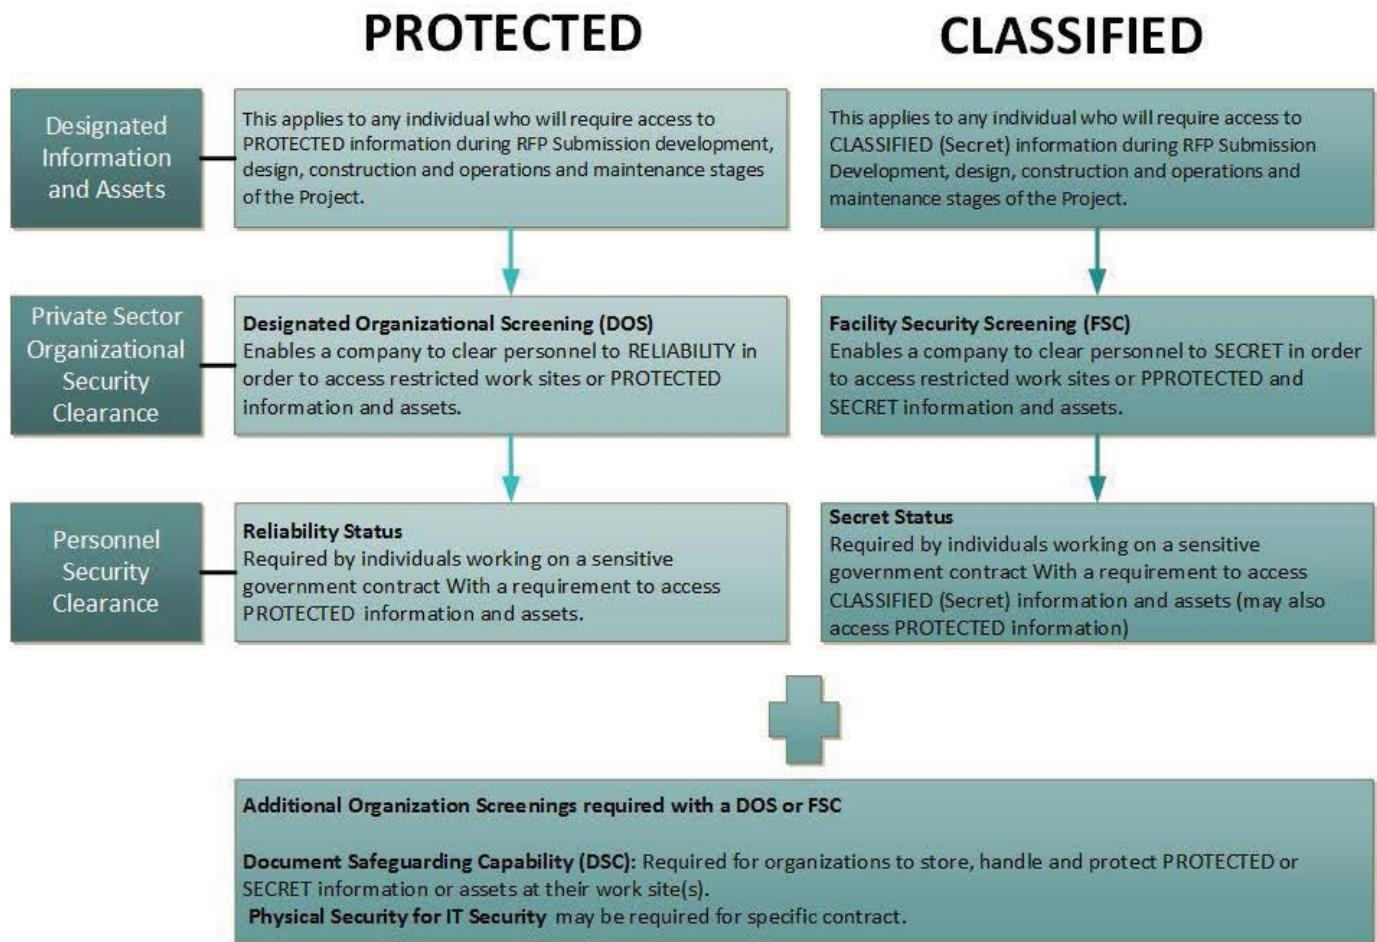 PROTECTED
CLASSIFIED
Designated
Information
and Assets
This applies to any individual who will require access to
PROTECTED information during RFP Submission development,
design, construction and operations and maintenance stages
of the Project.
This applies to any individual who will require access to
CLASSIFIED (Secret) information during RFP Submission
Development, design, construction and operations and
maintenance stages of the Project.
Private Sector
Organizational
Security
Clearance
Designated Organizational Screening (DOS)
Enables a company to clear personnel to RELIABILITY in
order to access restricted work sites or PROTECTED
information and assets.
Facility Security Screening (FSC)
Enables a company to clear personnel to SECRET in order
to access restricted work sites or PPROTECTED and
SECRET information and assets.
Personnel
Security
Clearance
Reliability Status
Required by individuals working on a sensitive
government contract With a requirement to access
PROTECTED information and assets.
Secret Status
Required by individuals working on a sensitive
government contract With a requirement to access
CLASSIFIED (Secret) information and assets (may also
access PROTECTED information)
Additional Organization Screenings required with a DOS or FSC
Document Safeguarding Capability (DSC): Required for organizations to store, handle and protect PROTECTED or
SECRET information or assets at their work site(s).
Physical Security for IT Security may be required for specific contract.